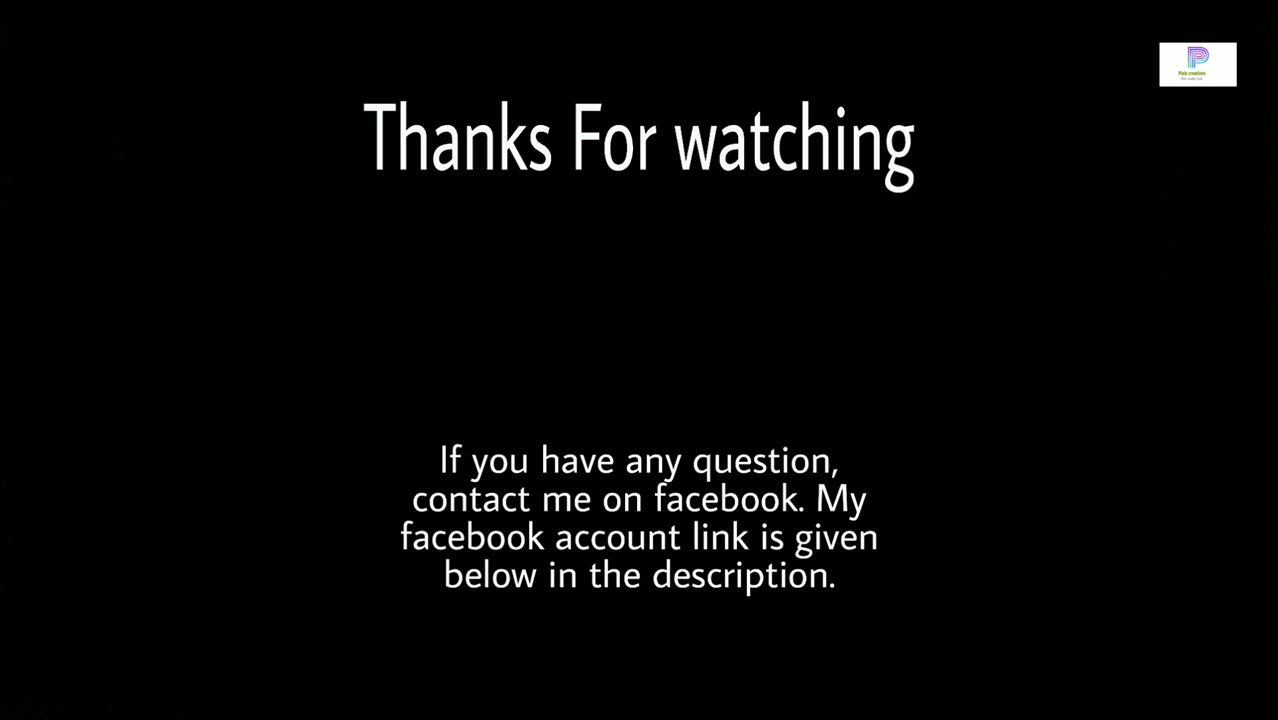 Thanks For watching
If you have any question,
contact me on facebook. My
facebook account link is given
below in the description.